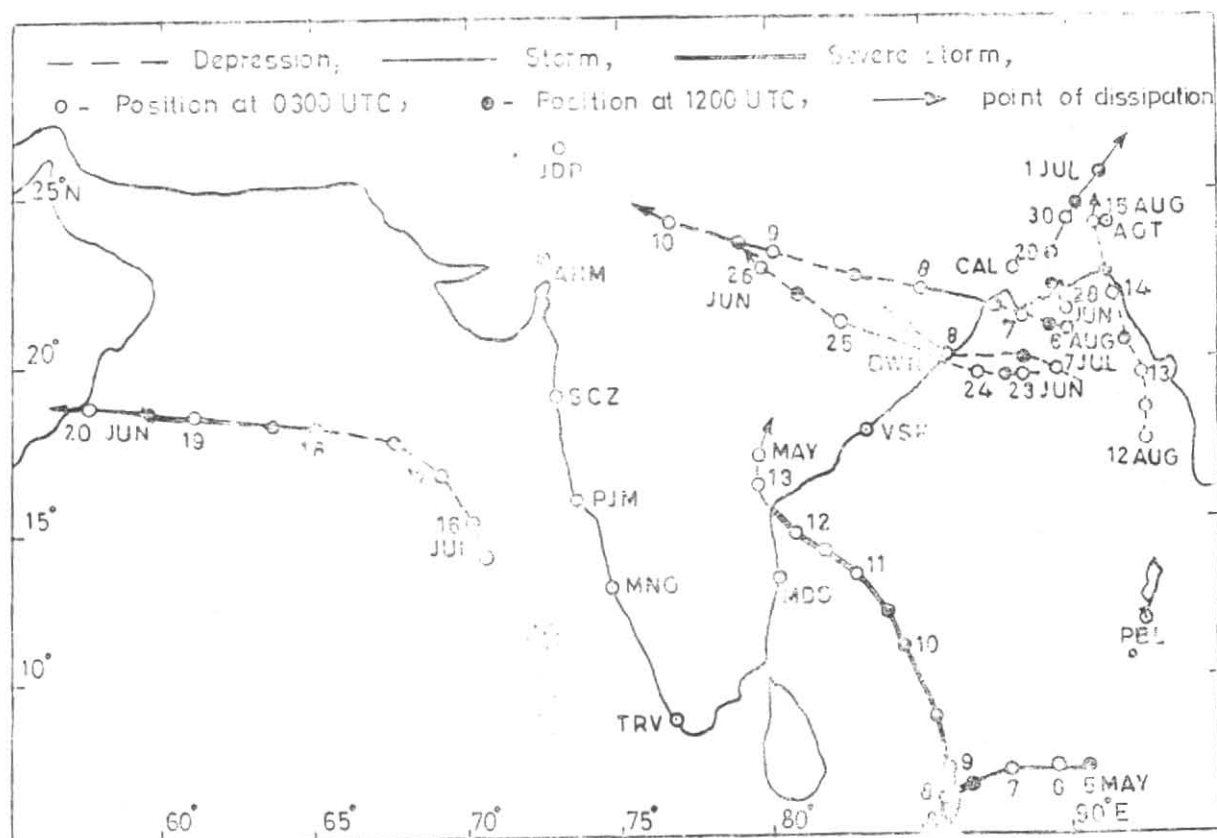 Depression, Storm, Severe storm,
o - Position at 0300 UTC, - Position at 1200 UTC, point of dissipation
JDP
1 JUL
25°N
30
15 AUG
AGT
10
9
29
CAL
AHM
26
JUN
8
14
28
JUN
7
6
AUG
25
8
20°
7 JUL
24
23 JUN
13
SCZ
20 JUN
19
18
VSK
12 AUG
MAY
13
17
PJM
12
16
15°
11
MNG
MDS
PBL
10
10°
TRV
9
8
7
6
5 MAY
60°
65°
70°
75°
80°
90°E